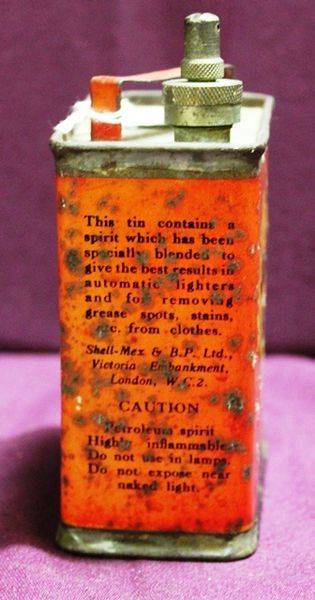 This tin contains a
spirit which has been
specially blended to
give the best results in
automatic lighters
and for removing
grease spots, stains,
etc. from clothes.
Shell-Mex & B.P. Ltd.,
Victoria Embankment,
London, W.C.2.
CAUTION
Petroleum spirit
Highly inflammable.
Do not use in lamps.
Do not expose near
naked light.